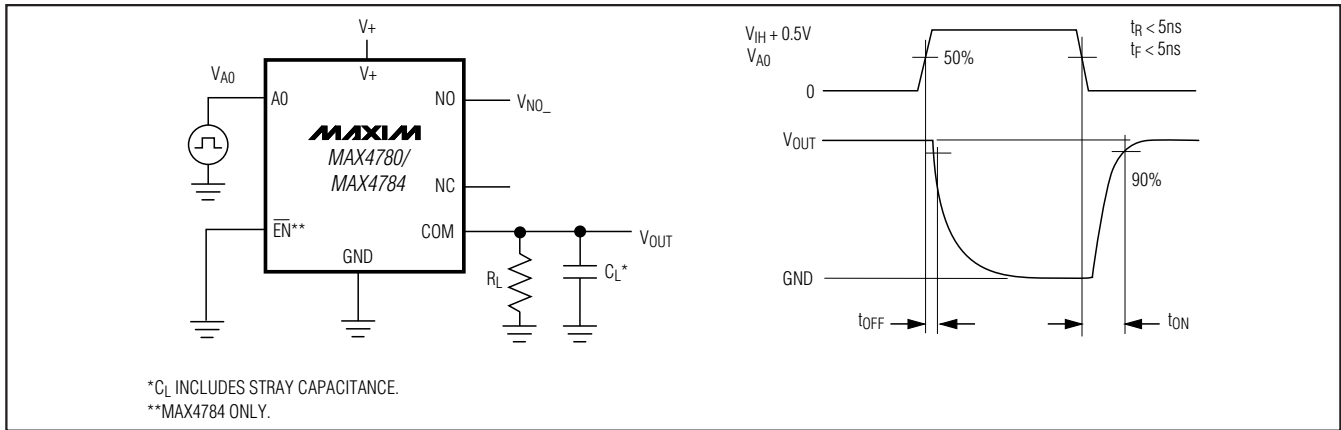 V+
V+
VA0
A0
NO
VNO_
MAXIM
MAX4780/
MAX4784
NC
EN**
COM
VOUT
GND
RL
CL*
*CL INCLUDES STRAY CAPACITANCE.
**MAX4784 ONLY.
VIH + 0.5V
VA0
50%
tR < 5ns
tF < 5ns
0
VOUT
90%
GND
tOFF
tON